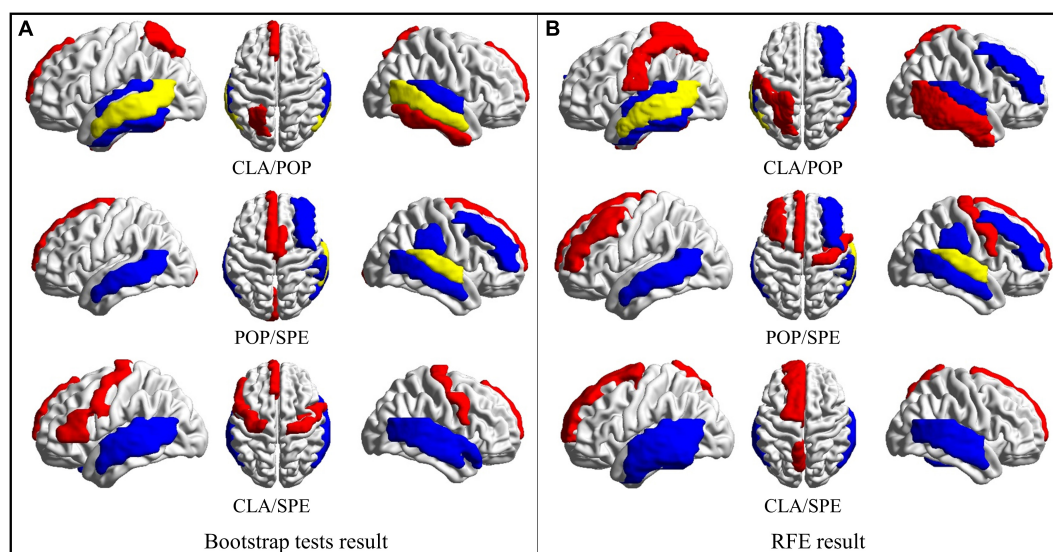 A
B
CLA/POP
CLA/POP
POP/SPE
POP/SPE
CLA/SPE
CLA/SPE
Bootstrap tests result
RFE result